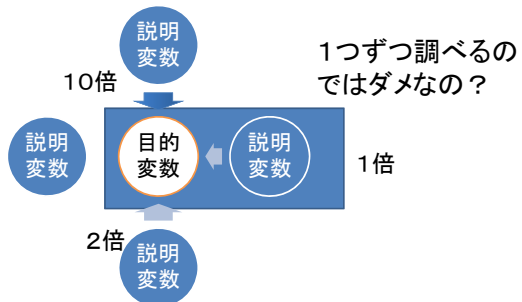 説明
変数
１つずつ調べるの
ではダメなの？
１０倍
説明
変数
目的
変数
説明
変数
１倍
２倍
説明
変数